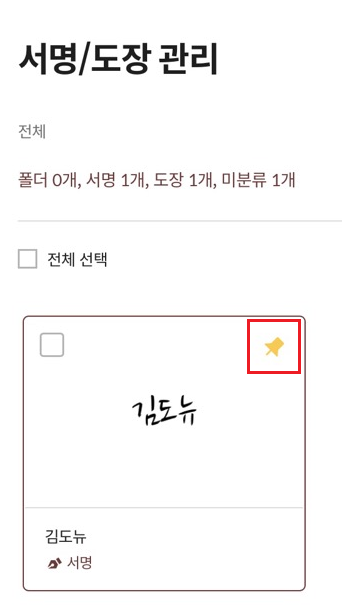 서명/도장 관리
전체
폴더 0개, 서명 1개, 도장 1개, 미분류 1개
전체 선택
김도뉴
김도뉴
서명